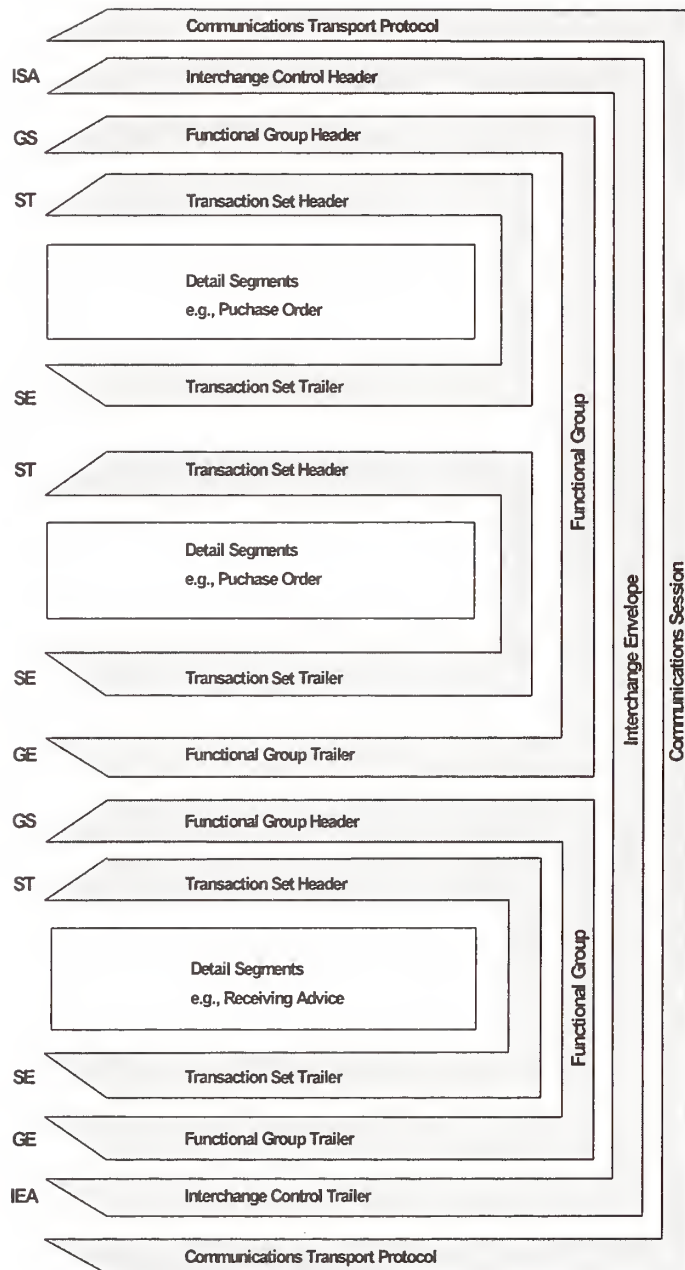 Communications Transport Protocol
ISA Interchange Control Header
GS Functional Group Header
ST Transaction Set Header
Detail Segments
e.g., Puchase Order
SE Transaction Set Trailer
ST Transaction Set Header
Detail Segments
e.g., Puchase Order
SE Transaction Set Trailer
GE Functional Group Trailer
Functional Group
GS Functional Group Header
ST Transaction Set Header
Detail Segments
e.g., Receiving Advice
SE Transaction Set Trailer
GE Functional Group Trailer
Functional Group
IEA Interchange Control Trailer
Interchange Envelope
Communications Transport Protocol
Communications Session